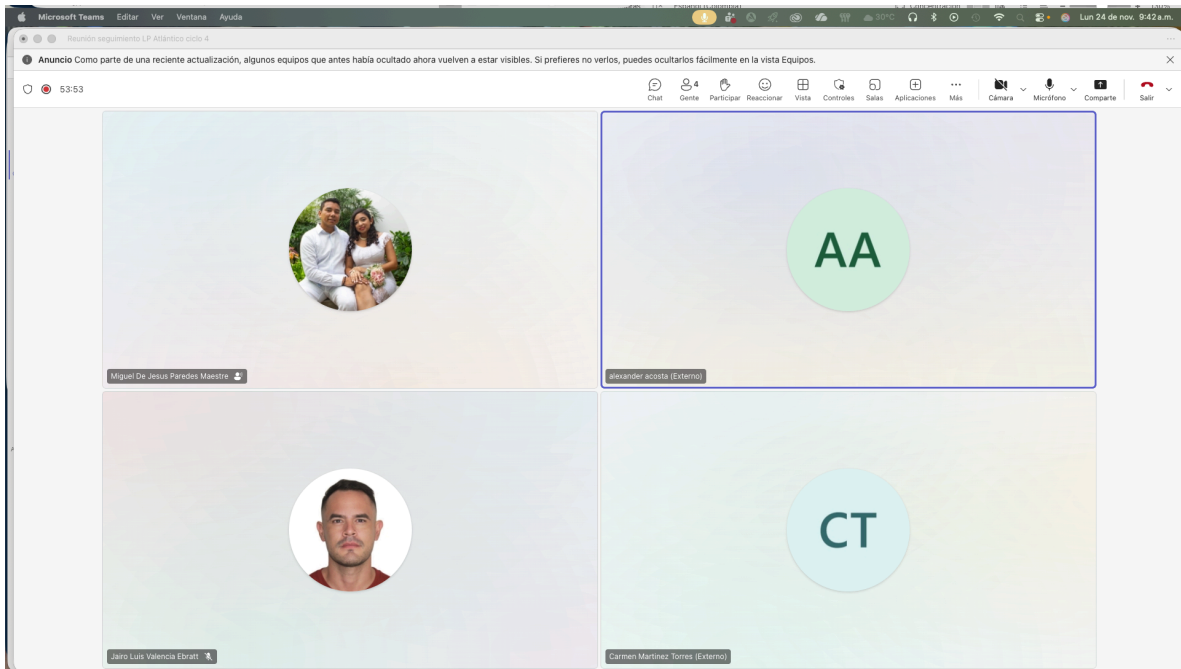 Microsoft Teams Editar Ver Ventana Ayuda
30°C
Lun 24 de nov. 9:42 a.m.
Reunión seguimiento LP Atlántico ciclo 4
Anuncio Como parte de una reciente actualización, algunos equipos que antes había ocultado ahora vuelven a estar visibles. Si prefieres no verlos, puedes ocultarlos fácilmente en la vista Equipos.
53:53
4
Chat Gente Participar Reaccionar Vista Controles Salas Aplicaciones Más Cámara Micrófono Comparte Salir
AA
Miguel De Jesus Paredes Maestre
alexander acosta (Externo)
CT
Jairo Luis Valencia Ebratt
Carmen Martinez Torres (Externo)